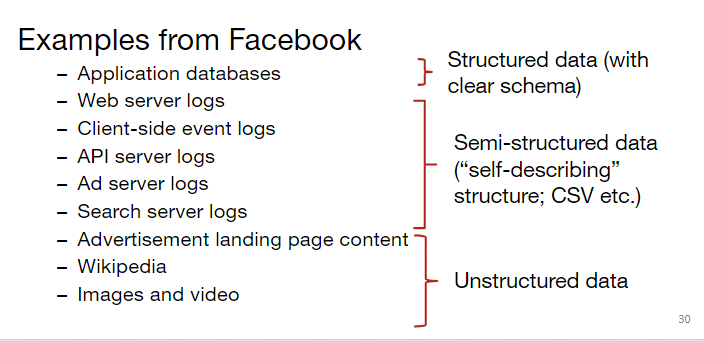 Examples from Facebook
– Application databases
– Web server logs
– Client-side event logs
– API server logs
– Ad server logs
– Search server logs
– Advertisement landing page content
– Wikipedia
– Images and video
Structured data (with
clear schema)
Semi-structured data
(“self-describing”
structure; CSV etc.)
Unstructured data
30